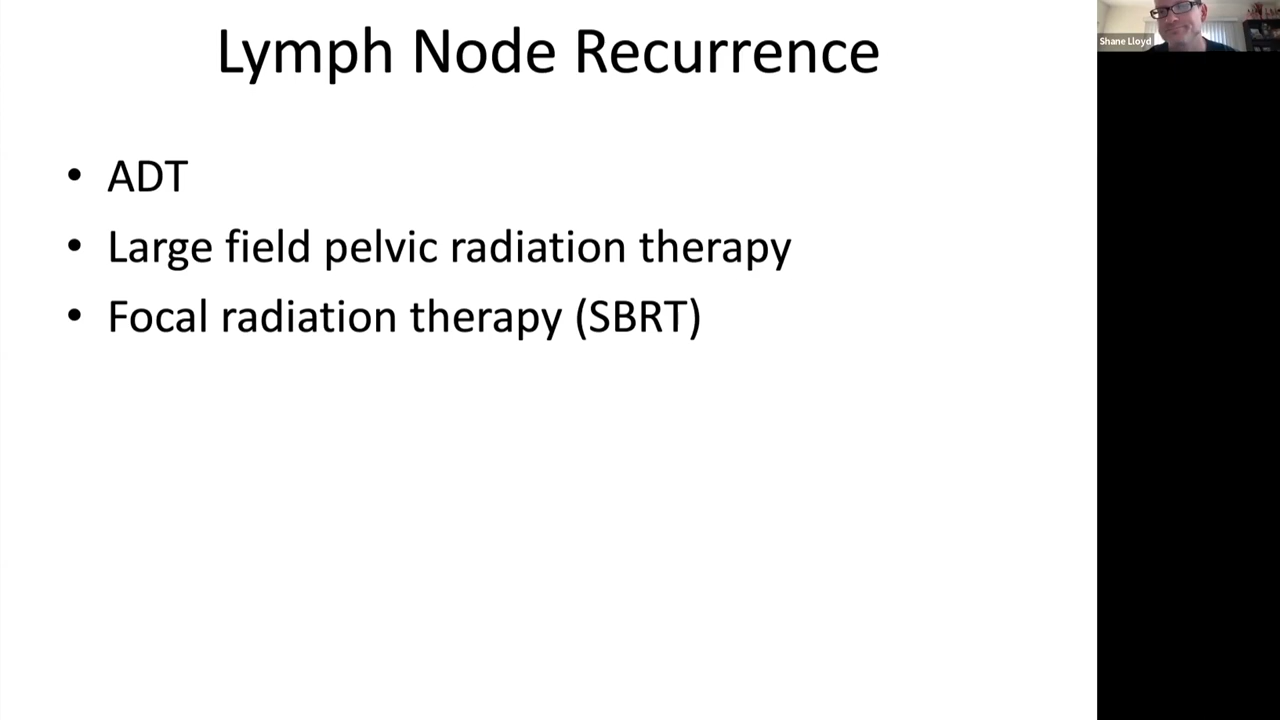 Lymph Node Recurrence
Shane Lloyd
• ADT
• Large field pelvic radiation therapy
• Focal radiation therapy (SBRT)